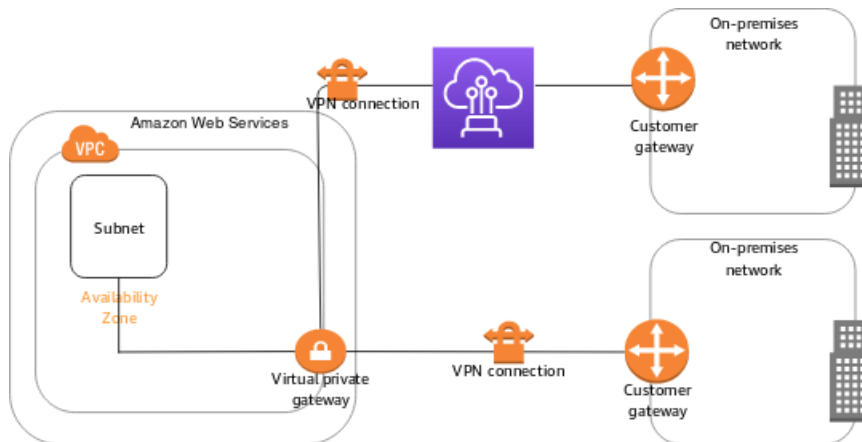 On-premises
network
VPN connection
Customer
gateway
Amazon Web Services
VPC
Subnet
Availability
Zone
Virtual private
gateway
VPN connection
On-premises
network
Customer
gateway